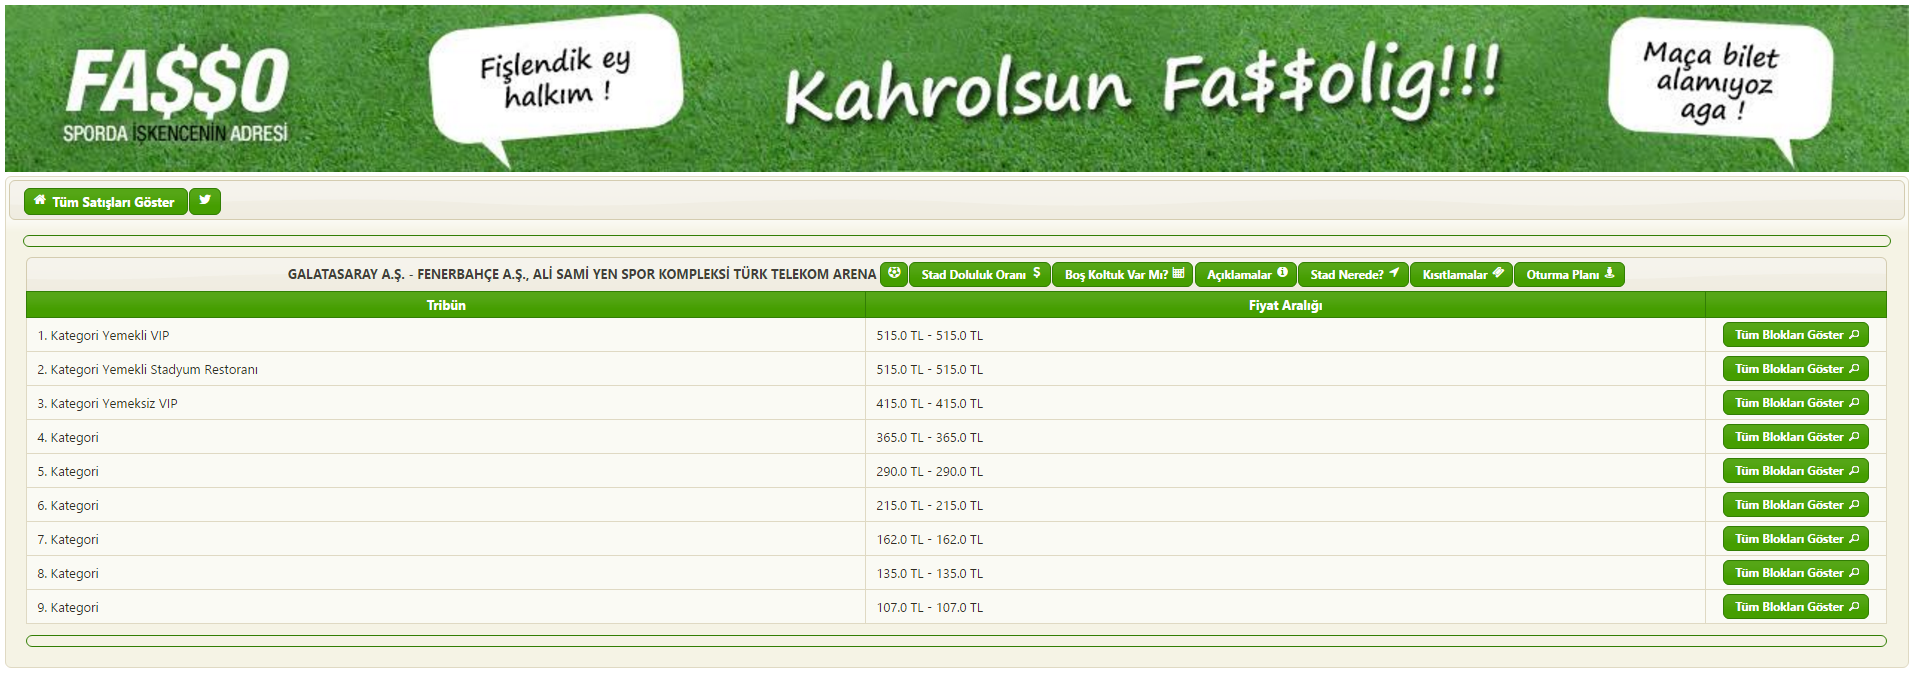 FA$$O
SPORDA İŞKENCENİN ADRESİ
Fişlendik ey
halkım !
Kahrolsun Fa$$olig!!!
Maça bilet
alamıyoz
aga !
Tüm Satışları Göster
GALATASARAY A.Ş. - FENERBAHÇE A.Ş., ALİ SAMİ YEN SPOR KOMPLEKSİ TÜRK TELEKOM ARENA Stad Doluluk Oranı $ Boş Koltuk Var Mı? Açıklamalar Stad Nerede? Kısıtlamalar Oturma Planı
Tribün Fiyat Aralığı
1. Kategori Yemekli VIP 515.0 TL - 515.0 TL Tüm Blokları Göster
2. Kategori Yemekli Stadyum Restoranı 515.0 TL - 515.0 TL Tüm Blokları Göster
3. Kategori Yemeksiz VIP 415.0 TL - 415.0 TL Tüm Blokları Göster
4. Kategori 365.0 TL - 365.0 TL Tüm Blokları Göster
5. Kategori 290.0 TL - 290.0 TL Tüm Blokları Göster
6. Kategori 215.0 TL - 215.0 TL Tüm Blokları Göster
7. Kategori 162.0 TL - 162.0 TL Tüm Blokları Göster
8. Kategori 135.0 TL - 135.0 TL Tüm Blokları Göster
9. Kategori 107.0 TL - 107.0 TL Tüm Blokları Göster